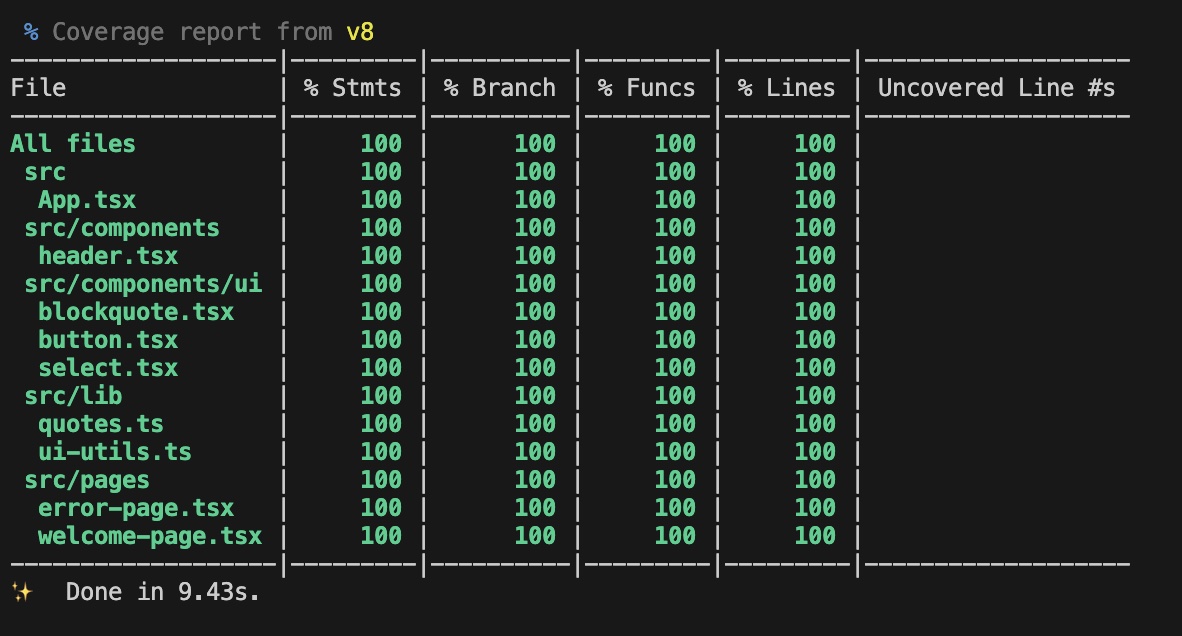 % Coverage report from v8
File | % Stmts | % Branch | % Funcs | % Lines | Uncovered Line #s
All files | 100 | 100 | 100 | 100 |
src | 100 | 100 | 100 | 100 |
App.tsx | 100 | 100 | 100 | 100 |
src/components | 100 | 100 | 100 | 100 |
header.tsx | 100 | 100 | 100 | 100 |
src/components/ui | 100 | 100 | 100 | 100 |
blockquote.tsx | 100 | 100 | 100 | 100 |
button.tsx | 100 | 100 | 100 | 100 |
select.tsx | 100 | 100 | 100 | 100 |
src/lib | 100 | 100 | 100 | 100 |
quotes.ts | 100 | 100 | 100 | 100 |
ui-utils.ts | 100 | 100 | 100 | 100 |
src/pages | 100 | 100 | 100 | 100 |
error-page.tsx | 100 | 100 | 100 | 100 |
welcome-page.tsx | 100 | 100 | 100 | 100 |
✨ Done in 9.43s.